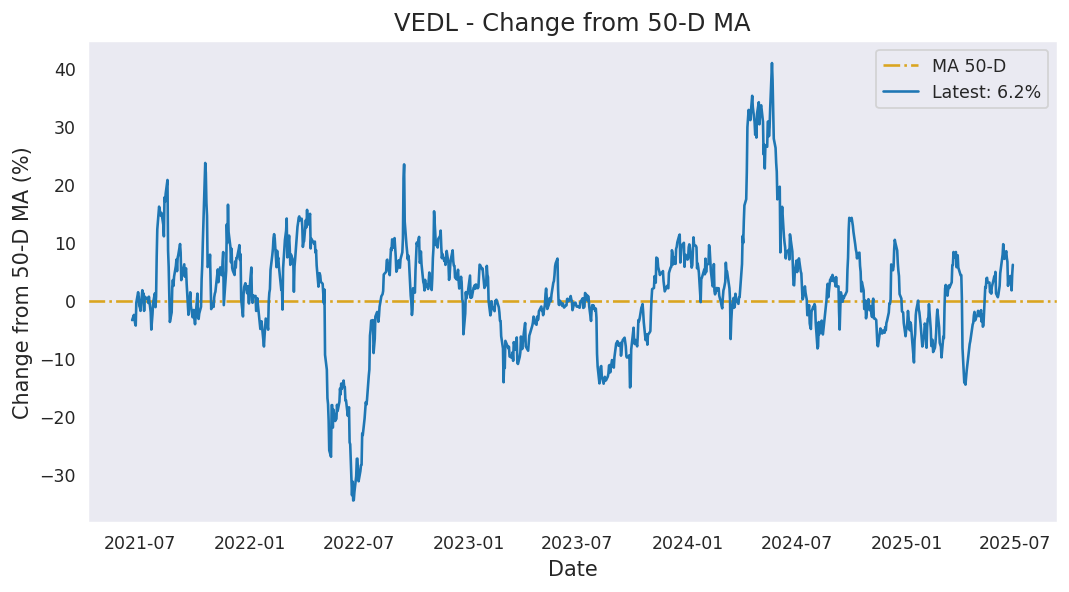 VEDL - Change from 50-D MA
MA 50-D
Latest: 6.2%
Change from 50-D MA (%)
40
30
20
10
0
−10
−20
−30
2021-07 2022-01 2022-07 2023-01 2023-07 2024-01 2024-07 2025-01 2025-07
Date